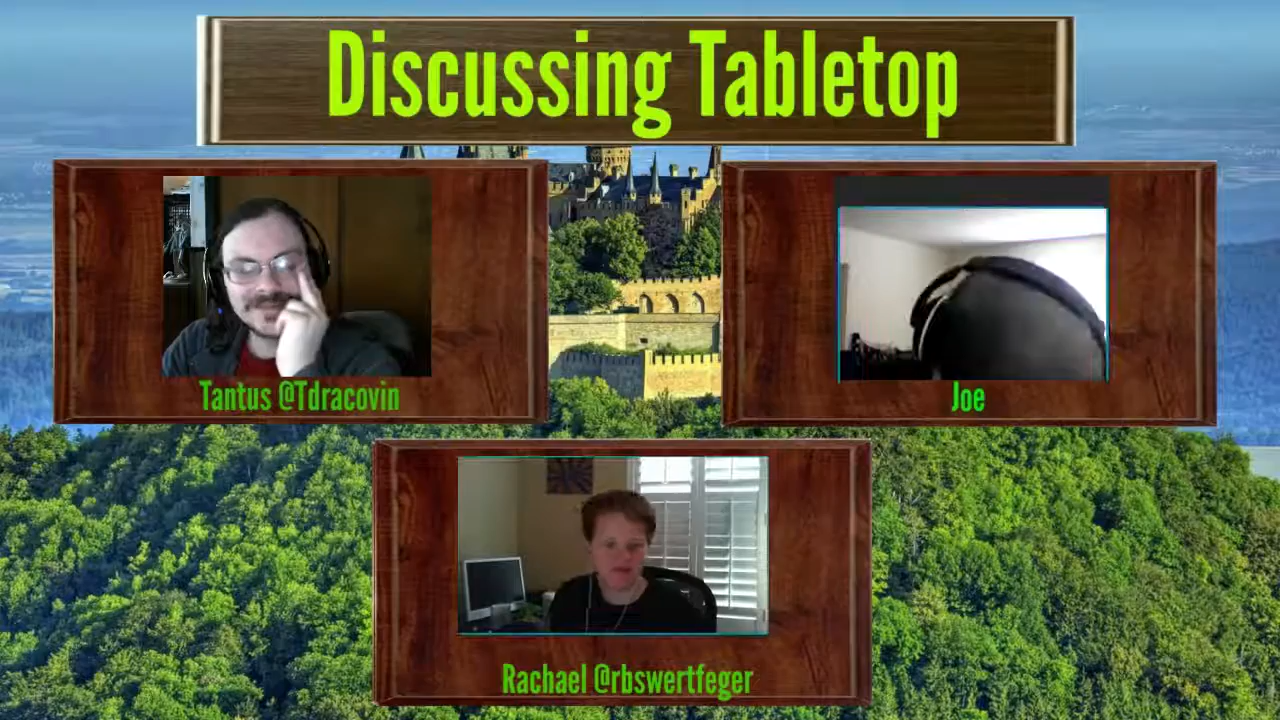 Discussing Tabletop
Tantus @Tdracovin
Joe
Rachael @rbswertfeger